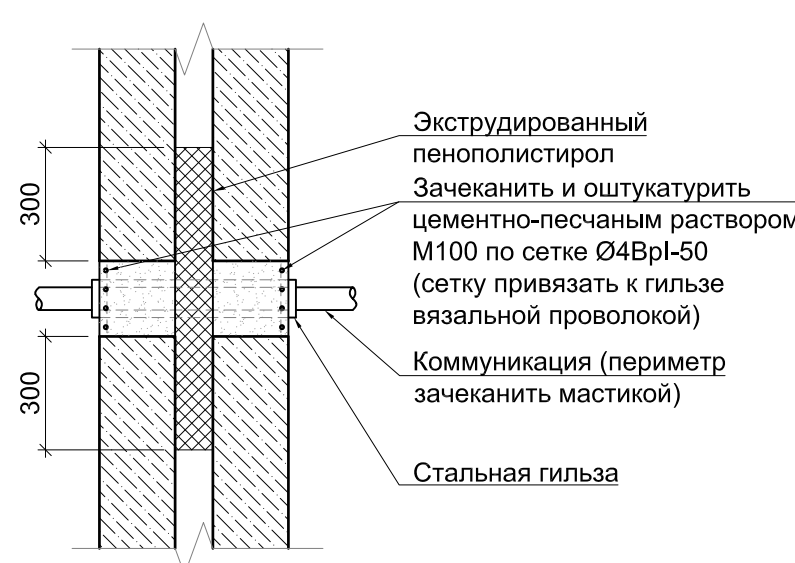 Экструдированный
пенополистирол
Зачеканить и оштукатурить
цементно-песчаным раствором
М100 по сетке Ø4ВрI-50
(сетку привязать к гильзе
вязальной проволокой)
Коммуникация (периметр
зачеканить мастикой)
Стальная гильза
300
300